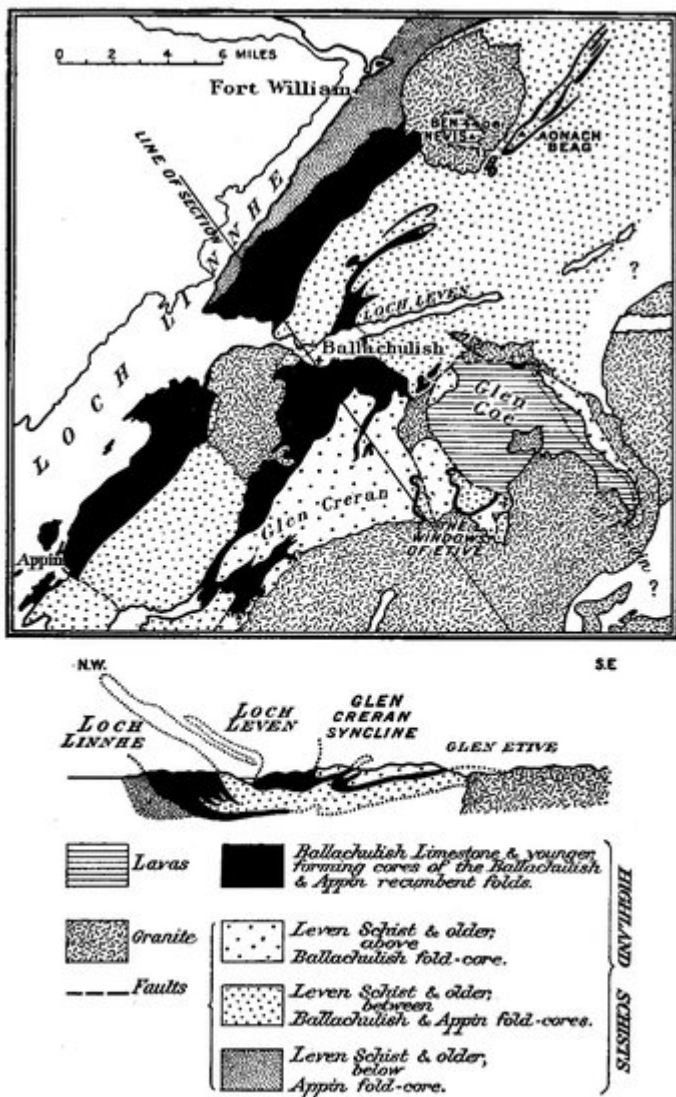 0 2 4 6 MILES
Fort William
BEN
NEVIS
AONACH
BEAG
LINE OF SECTION
LOCH LINNHE
?
LOCH LEVEN
Ballachulish
Glen
Coe
Glen Creran
WINDOWS
OF ETIVE
Appin
?
N.W. S.E
LOCH
LINNHE
LOCH
LEVEN
GLEN
CRERAN
SYNCLINE
GLEN ETIVE
Lavas
Ballachulish Limestone & younger,
forming cores of the Ballachulish
& Appin recumbent folds.
Granite
Leven Schist & older,
above
Ballachulish fold-core.
Faults
Leven Schist & older,
between
Ballachulish & Appin fold-cores.
Leven Schist & older,
below
Appin fold-core.
HIGHLAND SCHISTS